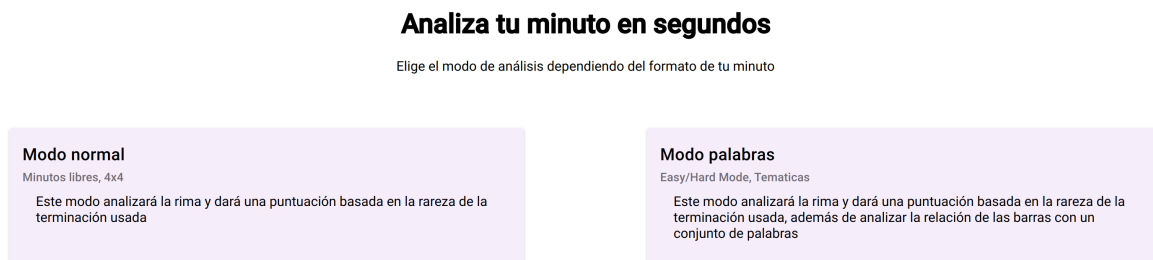 Analiza tu minuto en segundos
Elige el modo de análisis dependiendo del formato de tu minuto
Modo normal
Minutos libres, 4x4
Este modo analizará la rima y dará una puntuación basada en la rareza de la
terminación usada
Modo palabras
Easy/Hard Mode, Tematicas
Este modo analizará la rima y dará una puntuación basada en la rareza de la
terminación usada, además de analizar la relación de las barras con un
conjunto de palabras